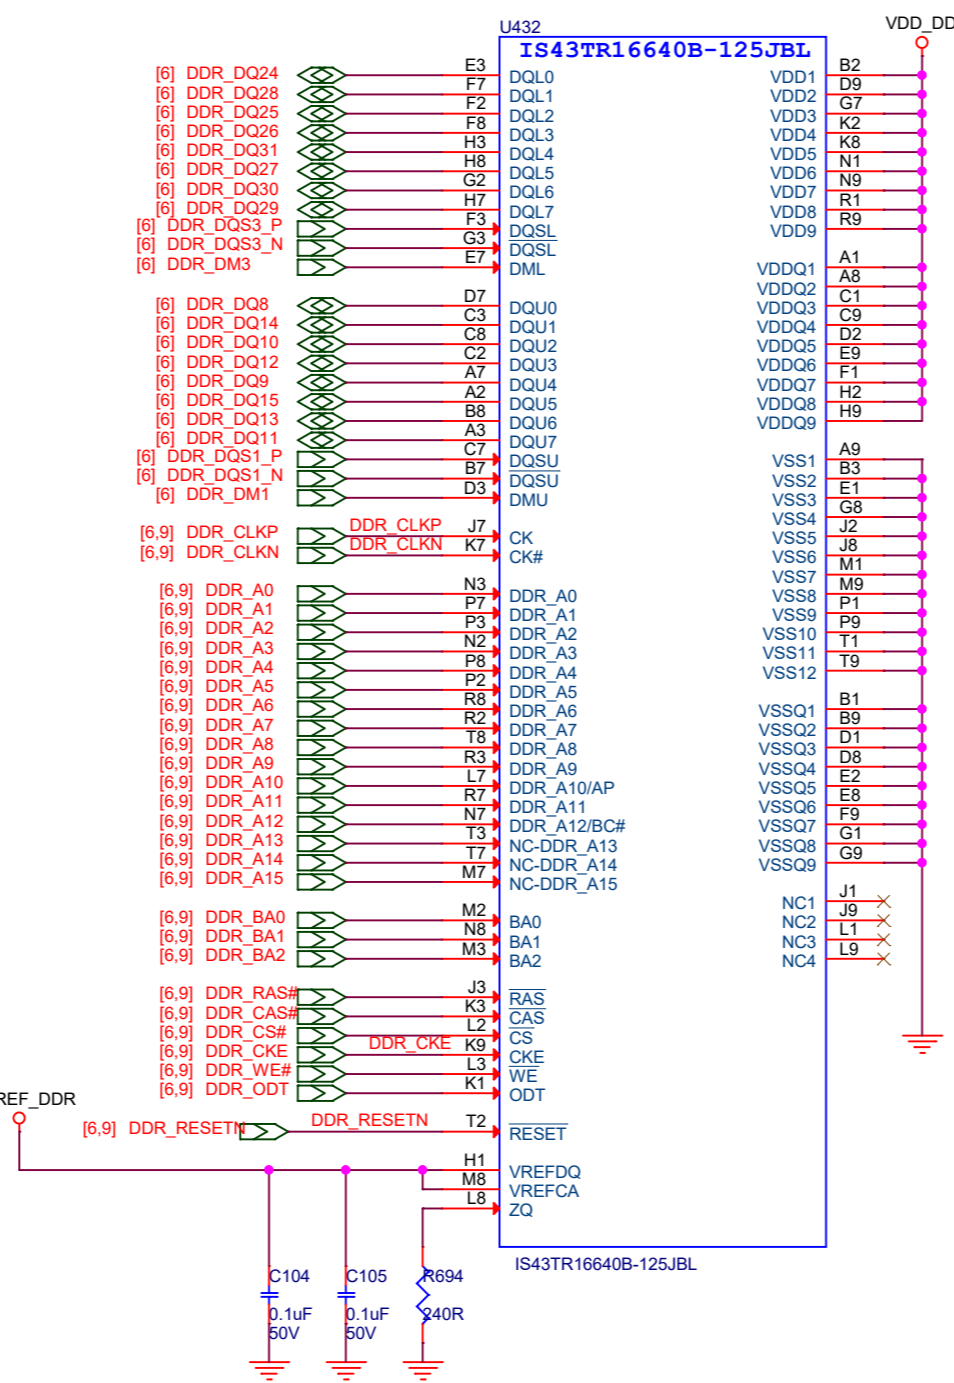 U432
VDD_DD
IS43TR16640B-125JBL
[6] DDR_DQ24 E3 DQL0
[6] DDR_DQ28 F7 DQL1
[6] DDR_DQ25 F2 DQL2
[6] DDR_DQ26 F8 DQL3
[6] DDR_DQ31 H3 DQL4
[6] DDR_DQ27 H8 DQL5
[6] DDR_DQ30 G2 DQL6
[6] DDR_DQ29 H7 DQL7
[6] DDR_DQS3_P F3 DQSL
[6] DDR_DQS3_N G3 DQSL
[6] DDR_DM3 E7 DML
[6] DDR_DQ8 D7 DQU0
[6] DDR_DQ14 C3 DQU1
[6] DDR_DQ10 C8 DQU2
[6] DDR_DQ12 C2 DQU3
[6] DDR_DQ9 A7 DQU4
[6] DDR_DQ15 A2 DQU5
[6] DDR_DQ13 B8 DQU6
[6] DDR_DQ11 A3 DQU7
[6] DDR_DQS1_P C7 DQSU
[6] DDR_DQS1_N B7 DQSU
[6] DDR_DM1 D3 DMU
[6,9] DDR_CLKP DDR_CLKP J7 CK
[6,9] DDR_CLKN DDR_CLKN K7 CK#
[6,9] DDR_A0 N3 DDR_A0
[6,9] DDR_A1 P7 DDR_A1
[6,9] DDR_A2 P3 DDR_A2
[6,9] DDR_A3 N2 DDR_A3
[6,9] DDR_A4 P8 DDR_A4
[6,9] DDR_A5 P2 DDR_A5
[6,9] DDR_A6 R8 DDR_A6
[6,9] DDR_A7 R2 DDR_A7
[6,9] DDR_A8 T8 DDR_A8
[6,9] DDR_A9 R3 DDR_A9
[6,9] DDR_A10 L7 DDR_A10/AP
[6,9] DDR_A11 R7 DDR_A11
[6,9] DDR_A12 N7 DDR_A12/BC#
[6,9] DDR_A13 T3 NC-DDR_A13
[6,9] DDR_A14 T7 NC-DDR_A14
[6,9] DDR_A15 M7 NC-DDR_A15
[6,9] DDR_BA0 M2 BA0
[6,9] DDR_BA1 N8 BA1
[6,9] DDR_BA2 M3 BA2
[6,9] DDR_RAS# J3 RAS
[6,9] DDR_CAS# K3 CAS
[6,9] DDR_CS# L2 CS
[6,9] DDR_CKE DDR_CKE K9 CKE
[6,9] DDR_WE# L3 WE
[6,9] DDR_ODT K1 ODT
REF_DDR
[6,9] DDR_RESETN DDR_RESETN T2 RESET
H1 VREFDQ
M8 VREFCA
L8 ZQ
VDD1 B2
VDD2 D9
VDD3 G7
VDD4 K2
VDD5 K8
VDD6 N1
VDD7 N9
VDD8 R1
VDD9 R9
VDDQ1 A1
VDDQ2 A8
VDDQ3 C1
VDDQ4 C9
VDDQ5 D2
VDDQ6 E9
VDDQ7 F1
VDDQ8 H2
VDDQ9 H9
VSS1 A9
VSS2 B3
VSS3 E1
VSS4 G8
VSS5 J2
VSS6 J8
VSS7 M1
VSS8 M9
VSS9 P1
VSS10 P9
VSS11 T1
VSS12 T9
VSSQ1 B1
VSSQ2 B9
VSSQ3 D1
VSSQ4 D8
VSSQ5 E2
VSSQ6 E8
VSSQ7 F9
VSSQ8 G1
VSSQ9 G9
NC1 J1
NC2 J9
NC3 L1
NC4 L9
IS43TR16640B-125JBL
C104 C105 R694
0.1uF 0.1uF 240R
50V 50V